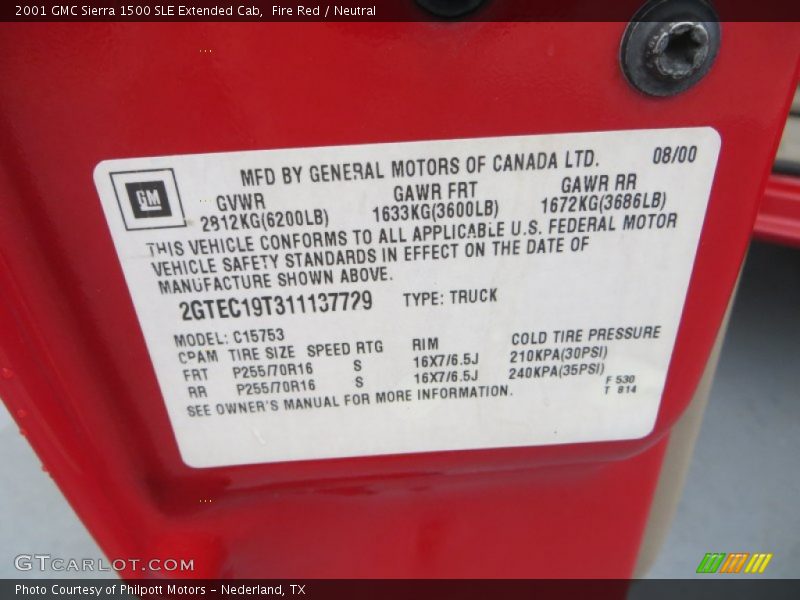 2001 GMC Sierra 1500 SLE Extended Cab, Fire Red / Neutral
MFD BY GENERAL MOTORS OF CANADA LTD. 08/00
GM
GVWR GAWR FRT GAWR RR
2812KG(6200LB) 1633KG(3600LB) 1672KG(3686LB)
THIS VEHICLE CONFORMS TO ALL APPLICABLE U.S. FEDERAL MOTOR
VEHICLE SAFETY STANDARDS IN EFFECT ON THE DATE OF
MANUFACTURE SHOWN ABOVE.
2GTEC19T311137729 TYPE: TRUCK
MODEL: C15753
CPAM TIRE SIZE SPEED RTG RIM COLD TIRE PRESSURE
FRT P255/70R16 S 16X7/6.5J 210KPA(30PSI)
RR P255/70R16 S 16X7/6.5J 240KPA(35PSI)
SEE OWNER'S MANUAL FOR MORE INFORMATION.
F 530
T 814
GTCARLOT.COM
Photo Courtesy of Philpott Motors - Nederland, TX